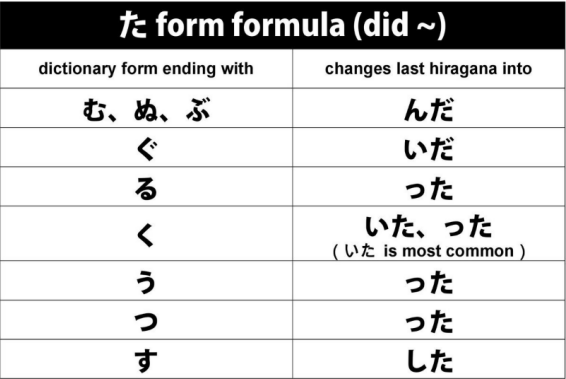 た form formula (did ~)
dictionary form ending with changes last hiragana into
む、ぬ、ぶ んだ
ぐ いだ
る った
く いた、った
( いた is most common )
う った
つ った
す した